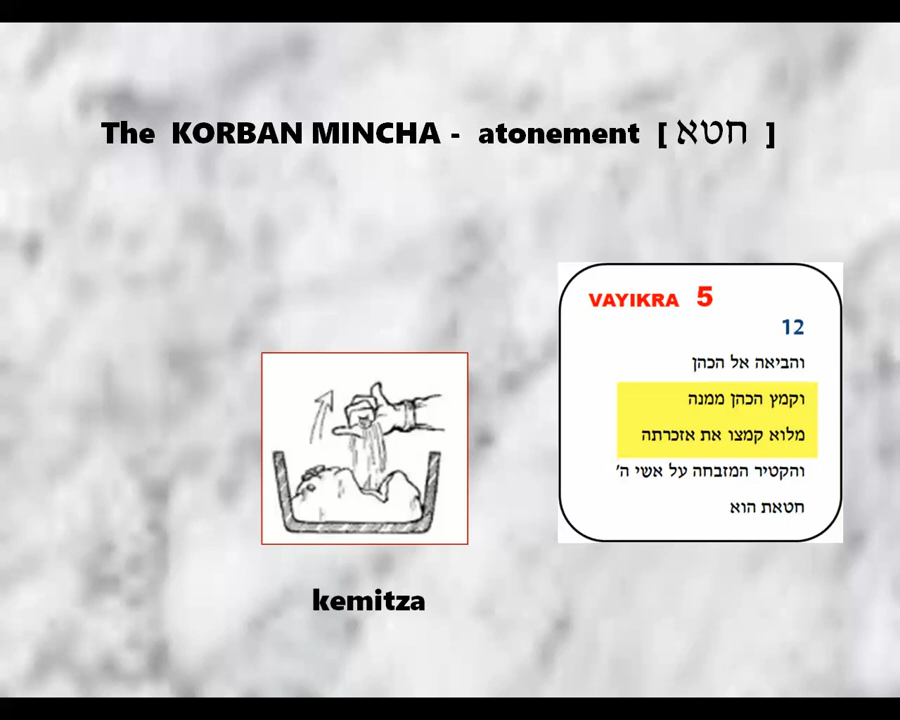 The KORBAN MINCHA - atonement [ חטא ]
VAYIKRA 5
12
והביאה אל הכהן
וקמץ הכהן ממנה
מלוא קמצו את אזכרתה
והקטיר המזבחה על אשי ה'
חטאת הוא
kemitza